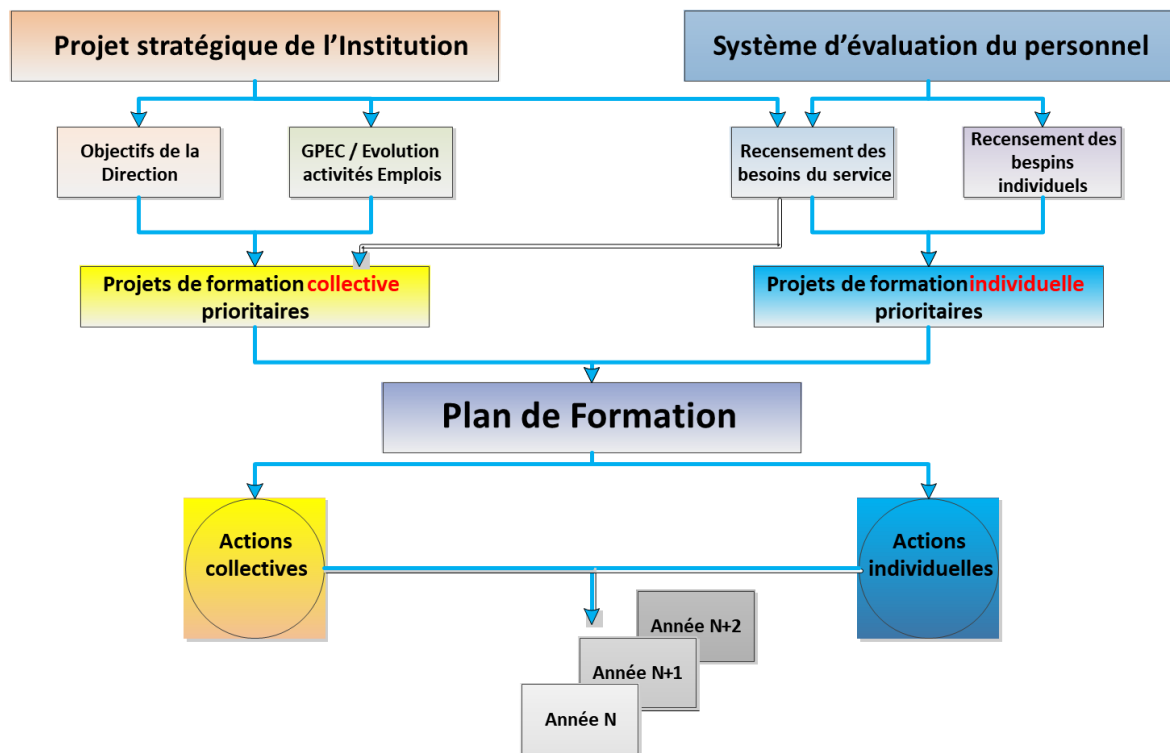 Projet stratégique de l’Institution
Système d’évaluation du personnel
Objectifs de la
Direction
GPEC / Evolution
activités Emplois
Recensement des
besoins du service
Recensement des
bespins
individuels
Projets de formation collective
prioritaires
Projets de formation individuelle
prioritaires
Plan de Formation
Actions
collectives
Actions
individuelles
Année N+2
Année N+1
Année N